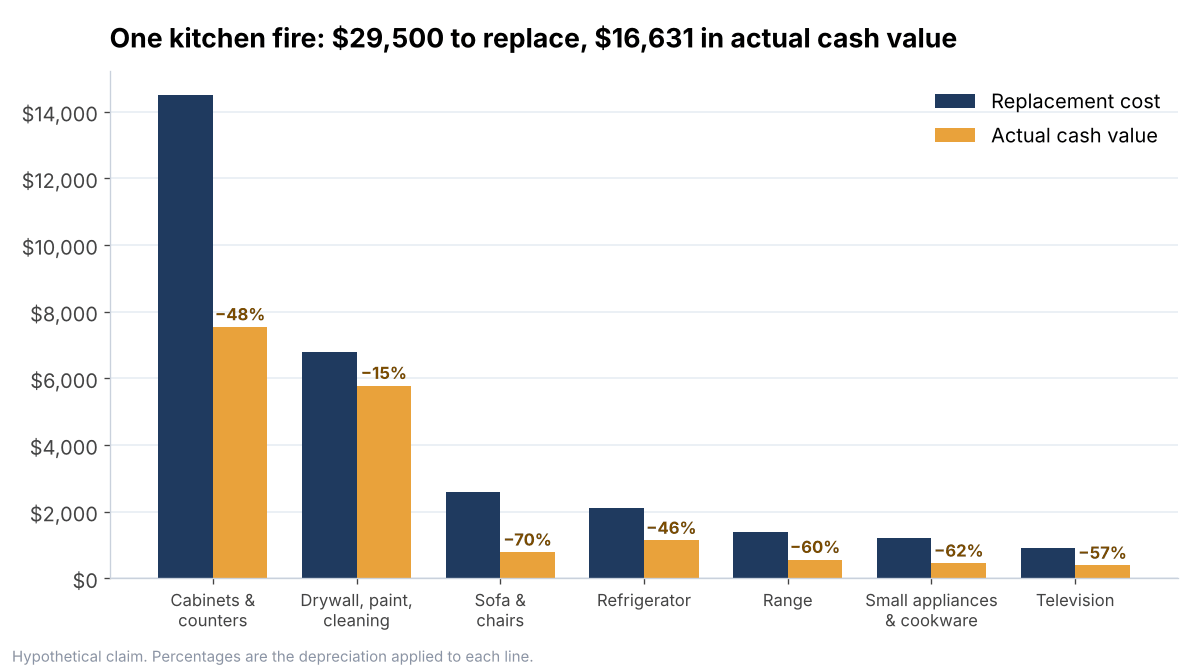 One kitchen fire: $29,500 to replace, $16,631 in actual cash value
Replacement cost
Actual cash value
$14,000
$12,000
$10,000
$8,000
$6,000
$4,000
$2,000
$0
−48%
−15%
−70%
−46%
−60%
−62%
−57%
Cabinets &
counters
Drywall, paint,
cleaning
Sofa &
chairs
Refrigerator
Range
Small appliances
& cookware
Television
Hypothetical claim. Percentages are the depreciation applied to each line.